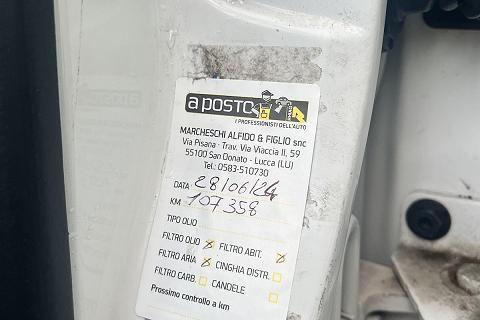 a posto
I PROFESSIONISTI DELL'AUTO
MARCHESCHI ALFIDO & FIGLIO snc
Via Pisana - Trav. Via Viaccia II, 59
55100 San Donato - Lucca (LU)
Tel.: 0583-510730
DATA 28/06/24
KM 107358
TIPO OLIO
FILTRO OLIO X FILTRO ABIT. X
FILTRO ARIA X CINGHIA DISTR.
FILTRO CARB. CANDELE
Prossimo controllo a km